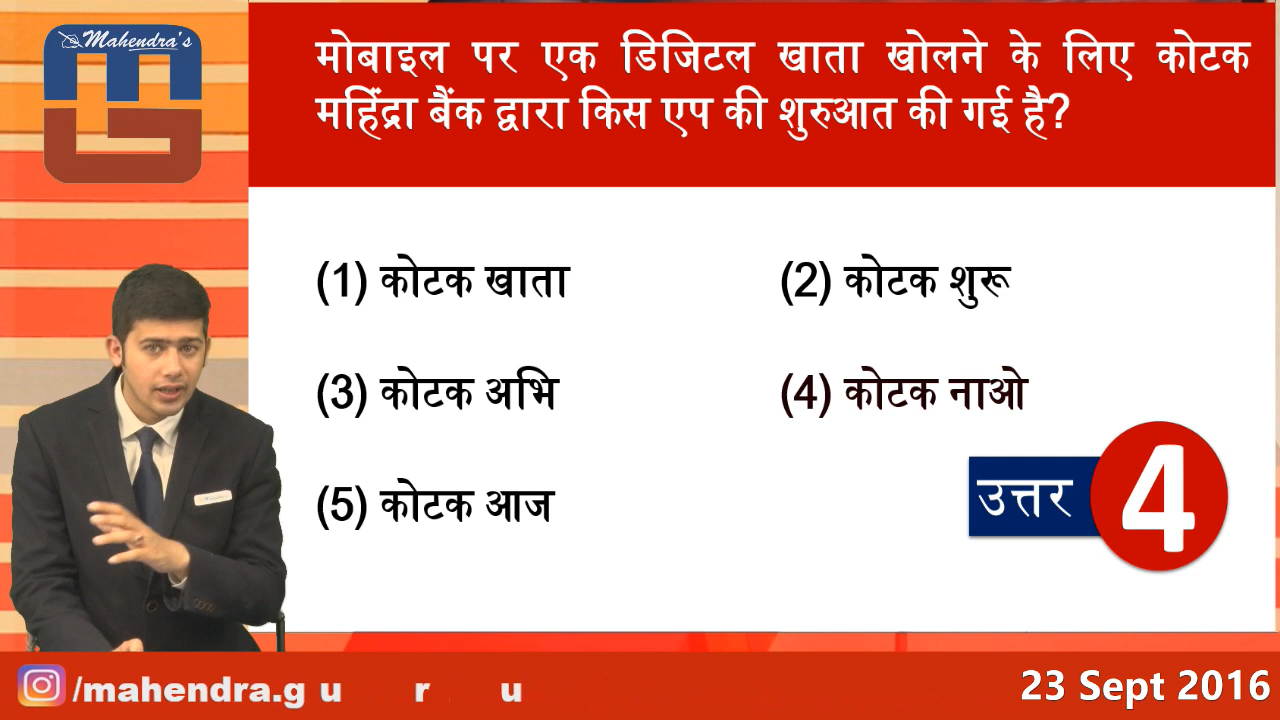 Mahendra's
मोबाइल पर एक डिजिटल खाता खोलने के लिए कोटक
महिंद्रा बैंक द्वारा किस एप की शुरुआत की गई है?
(1) कोटक खाता
(2) कोटक शुरू
(3) कोटक अभि
(4) कोटक नाओ
(5) कोटक आज
उत्तर 4
/mahendra.g u r u
23 Sept 2016